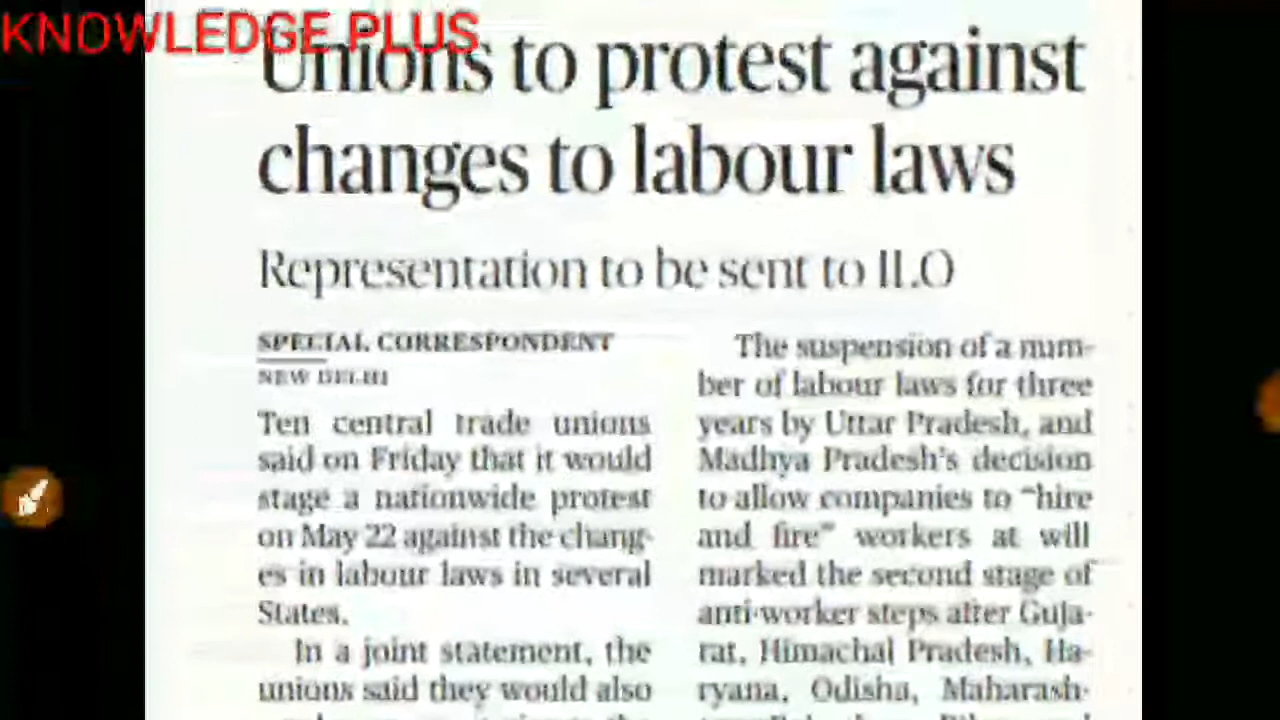 KNOWLEDGE PLUS
Unions to protest against
changes to labour laws
Representation to be sent to ILO
SPECIAL CORRESPONDENT
NEW DELHI
Ten central trade unions
said on Friday that it would
stage a nationwide protest
on May 22 against the chang-
es in labour laws in several
States.
In a joint statement, the
unions said they would also
The suspension of a num-
ber of labour laws for three
years by Uttar Pradesh, and
Madhya Pradesh's decision
to allow companies to "hire
and fire" workers at will
marked the second stage of
anti-worker steps after Guja-
rat, Himachal Pradesh, Ha-
ryana, Odisha, Maharash-